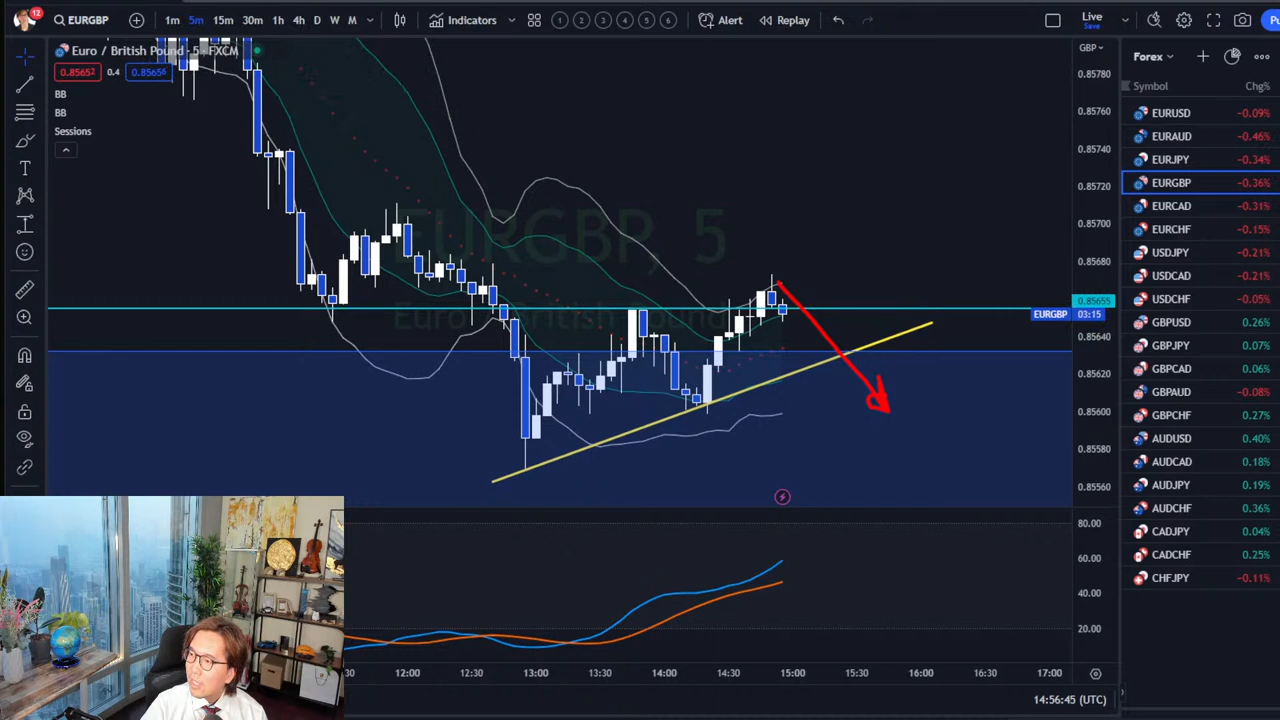 12
EURGBP
1m 5m 15m 30m 1h 4h D W M
Indicators
1 2 3 4 5 6
Alert
Replay
Live
Save
Pu
Euro / British Pound · 5 · FXCM
0.85652 0.4 0.85656
BB
BB
Sessions
EURGBP, 5
Euro / British Pound
GBP
0.85780
0.85760
0.85740
0.85720
0.85700
0.85680
0.85655
EURGBP 03:15
0.85640
0.85620
0.85600
0.85580
0.85560
80.00
60.00
40.00
20.00
:30 12:00 12:30 13:00 13:30 14:00 14:30 15:00 15:30 16:00 16:30 17:00
14:56:45 (UTC)
Forex
Symbol Chg%
EURUSD −0.09%
EURAUD −0.46%
EURJPY −0.34%
EURGBP −0.36%
EURCAD −0.31%
EURCHF −0.15%
USDJPY −0.21%
USDCAD −0.21%
USDCHF −0.05%
GBPUSD 0.26%
GBPJPY 0.07%
GBPCAD 0.06%
GBPAUD −0.08%
GBPCHF 0.27%
AUDUSD 0.40%
AUDCAD 0.18%
AUDJPY 0.19%
AUDCHF 0.36%
CADJPY 0.04%
CADCHF 0.25%
CHFJPY −0.11%